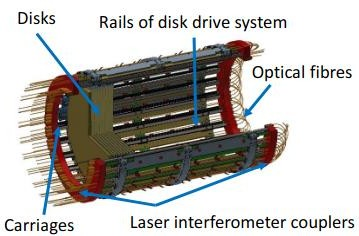 Disks
Rails of disk drive system
Optical fibres
Carriages
Laser interferometer couplers